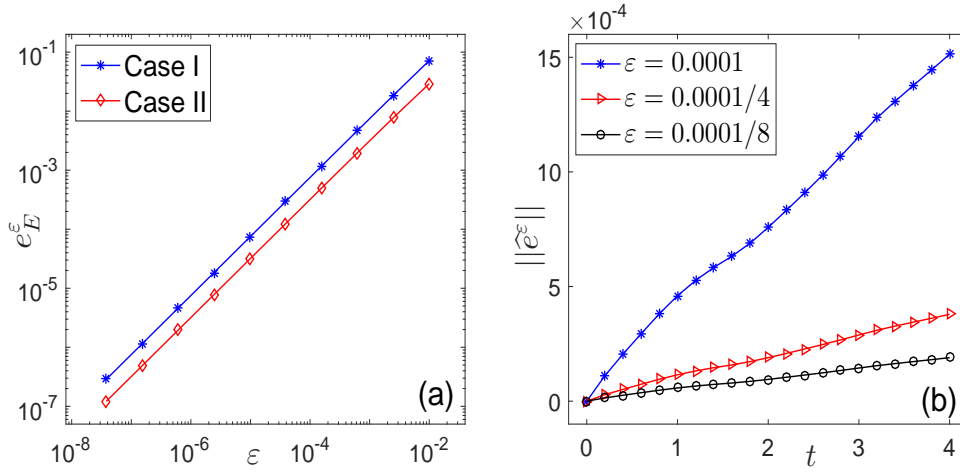 ×10⁻⁴
10⁻¹
10⁻³
10⁻⁵
10⁻⁷
e_E^ε
Case I
Case II
(a)
10⁻⁸
10⁻⁶
10⁻⁴
10⁻²
ε
15
10
5
0
||ê^ε||
ε = 0.0001
ε = 0.0001/4
ε = 0.0001/8
(b)
0
1
2
3
4
t